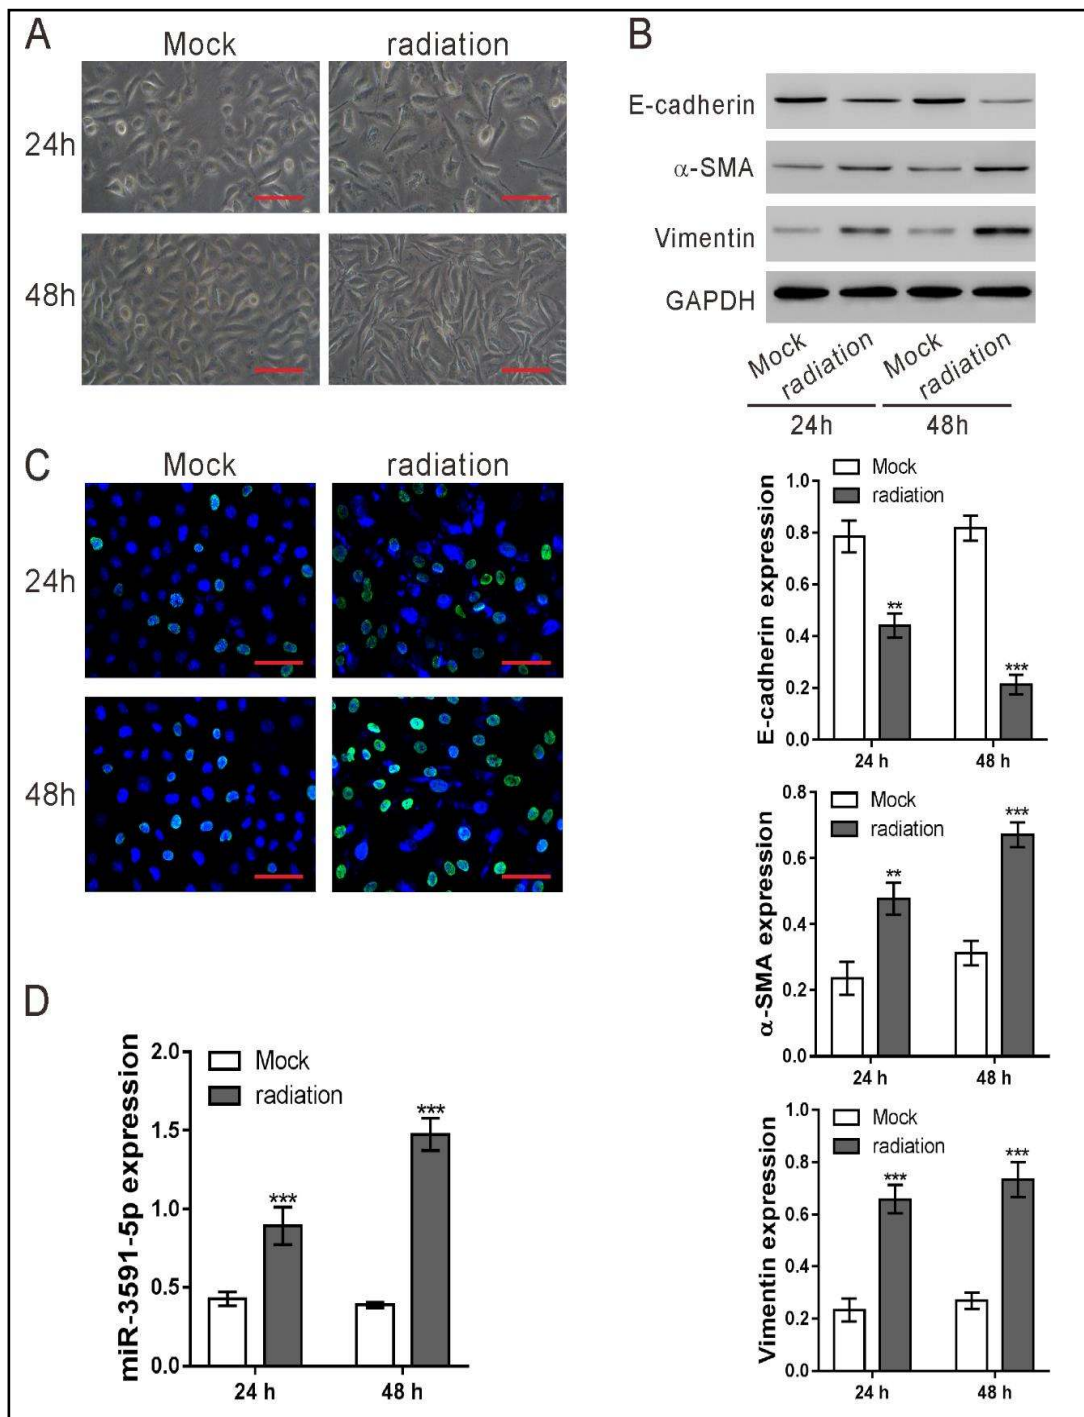 A
Mock radiation
24h
48h
B
E-cadherin
α-SMA
Vimentin
GAPDH
Mock radiation Mock radiation
24h 48h
C
Mock radiation
24h
48h
Mock
radiation
E-cadherin expression
1.0
0.8
0.6
0.4
0.2
0.0
**
***
24 h 48 h
Mock
radiation
α-SMA expression
0.8
0.6
0.4
0.2
0.0
**
***
24 h 48 h
Mock
radiation
Vimentin expression
1.0
0.8
0.6
0.4
0.2
0.0
***
***
24 h 48 h
D
Mock
radiation
miR-3591-5p expression
2.0
1.5
1.0
0.5
0.0
***
***
24 h 48 h